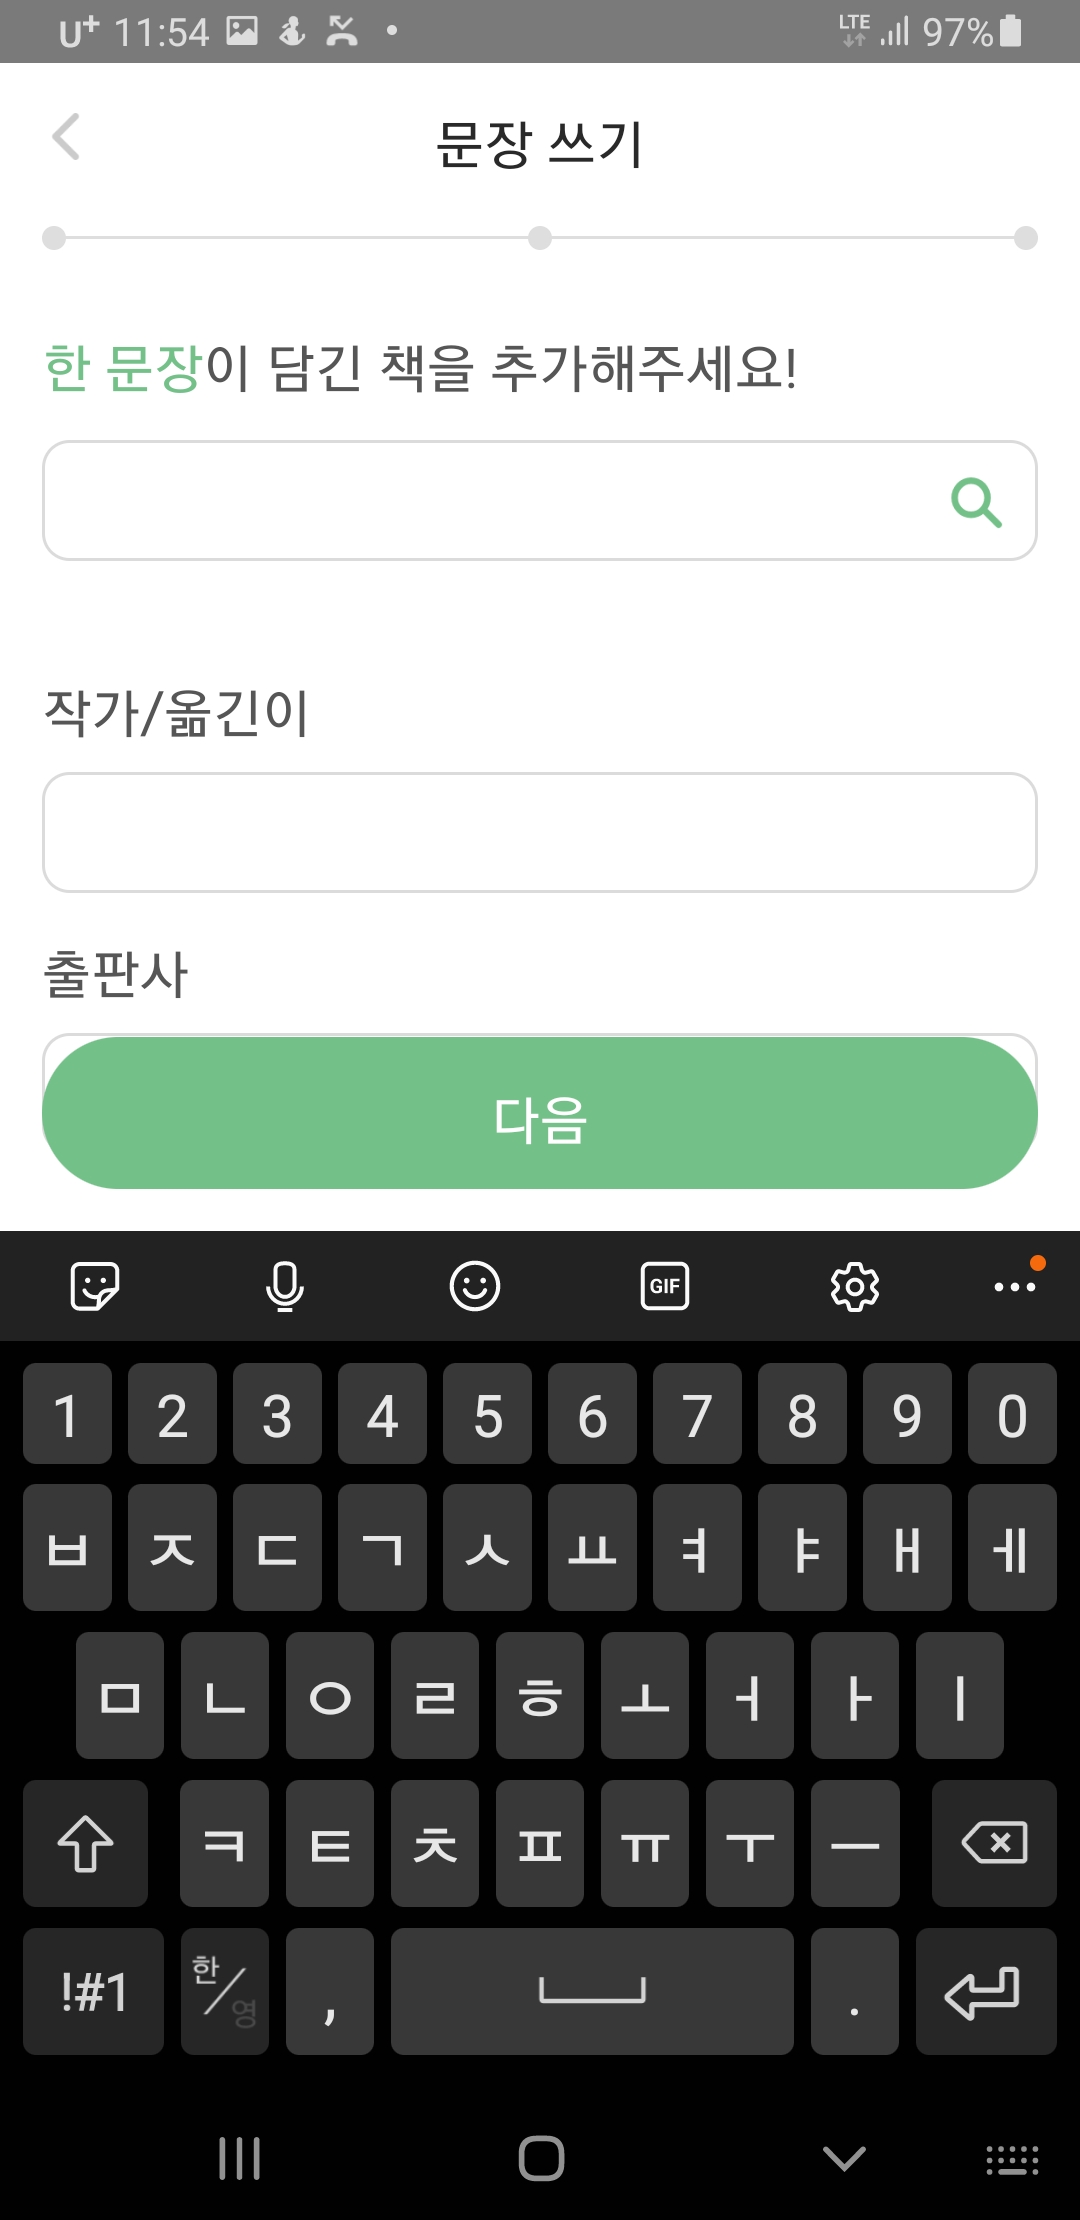 U+ 11:54 LTE 97%
문장 쓰기
한 문장이 담긴 책을 추가해주세요!
작가/옮긴이
출판사
다음
GIF
1 2 3 4 5 6 7 8 9 0
ㅂ ㅈ ㄷ ㄱ ㅅ ㅛ ㅕ ㅑ ㅐ ㅔ
ㅁ ㄴ ㅇ ㄹ ㅎ ㅗ ㅓ ㅏ ㅣ
ㅋ ㅌ ㅊ ㅍ ㅠ ㅜ ㅡ
!#1 한/영 , .